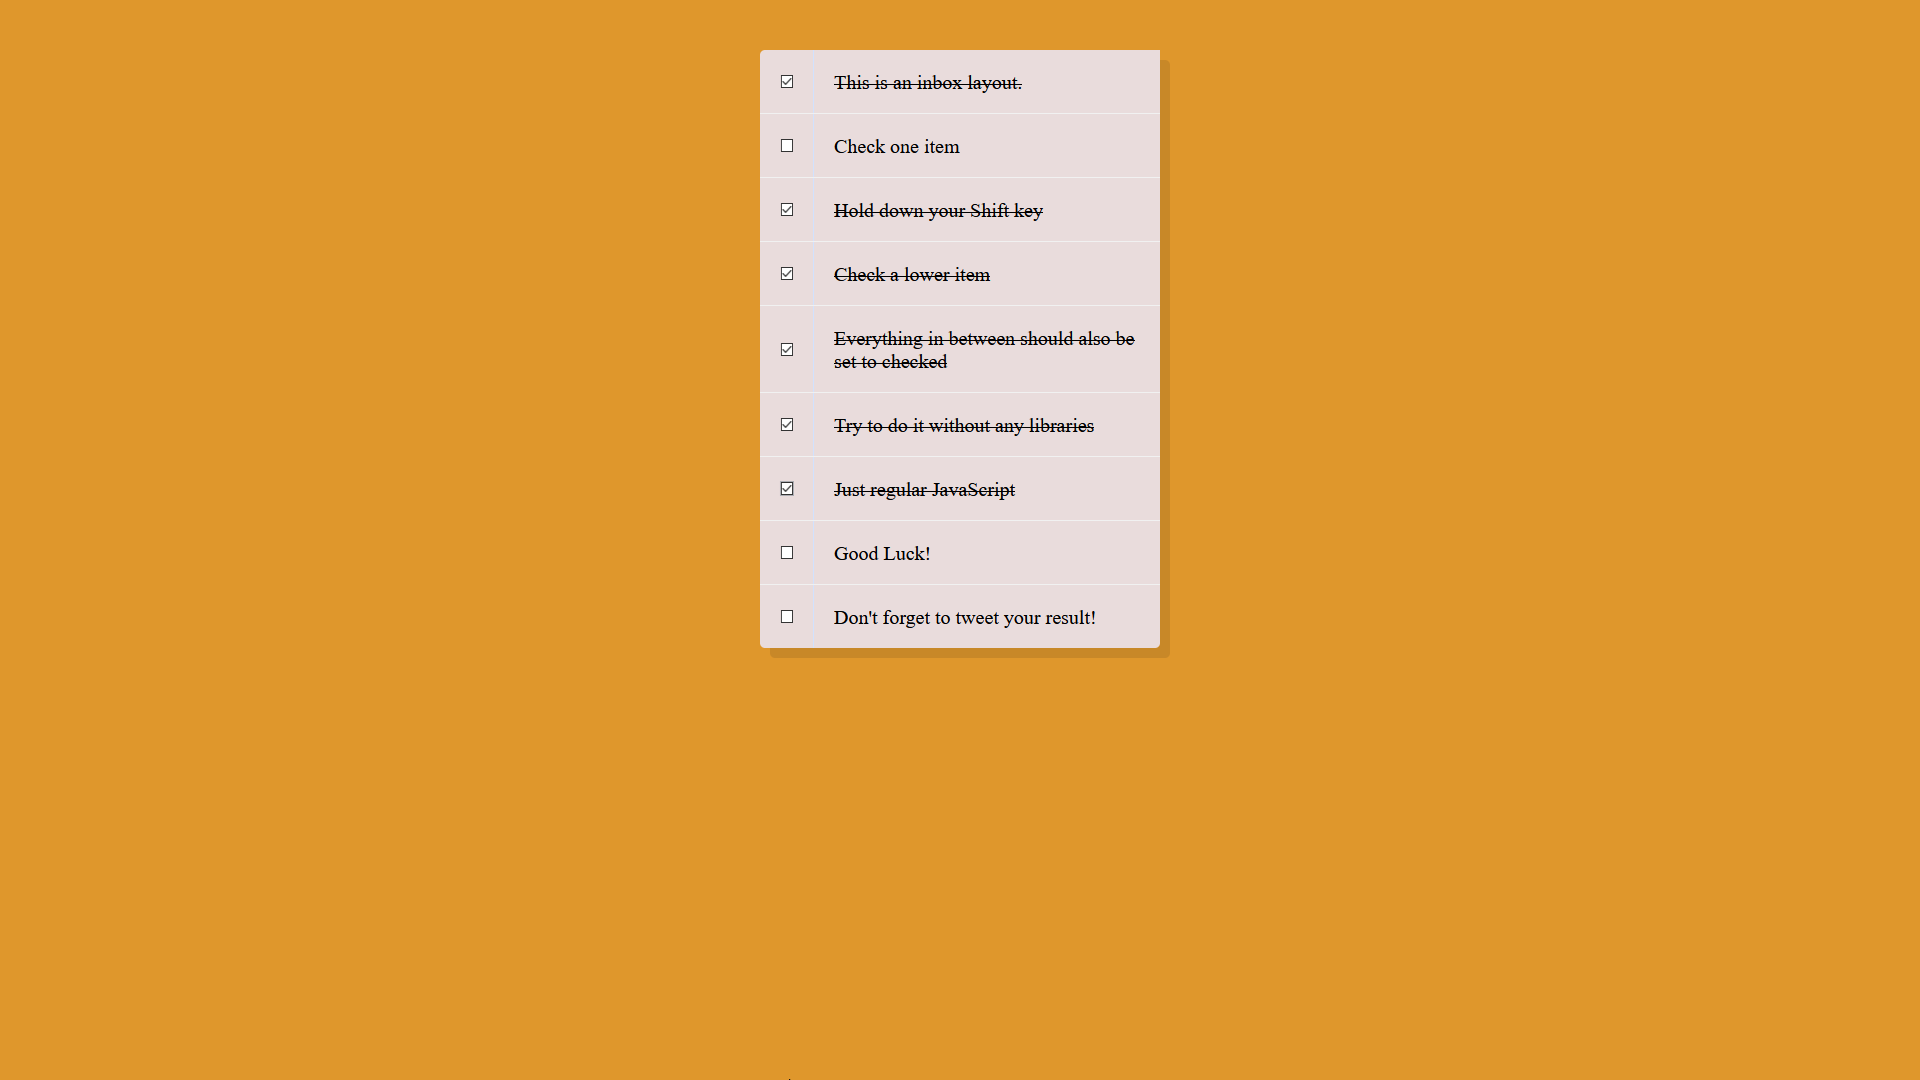 This is an inbox layout.
Check one item
Hold down your Shift key
Check a lower item
Everything in between should also be
set to checked
Try to do it without any libraries
Just regular JavaScript
Good Luck!
Don't forget to tweet your result!